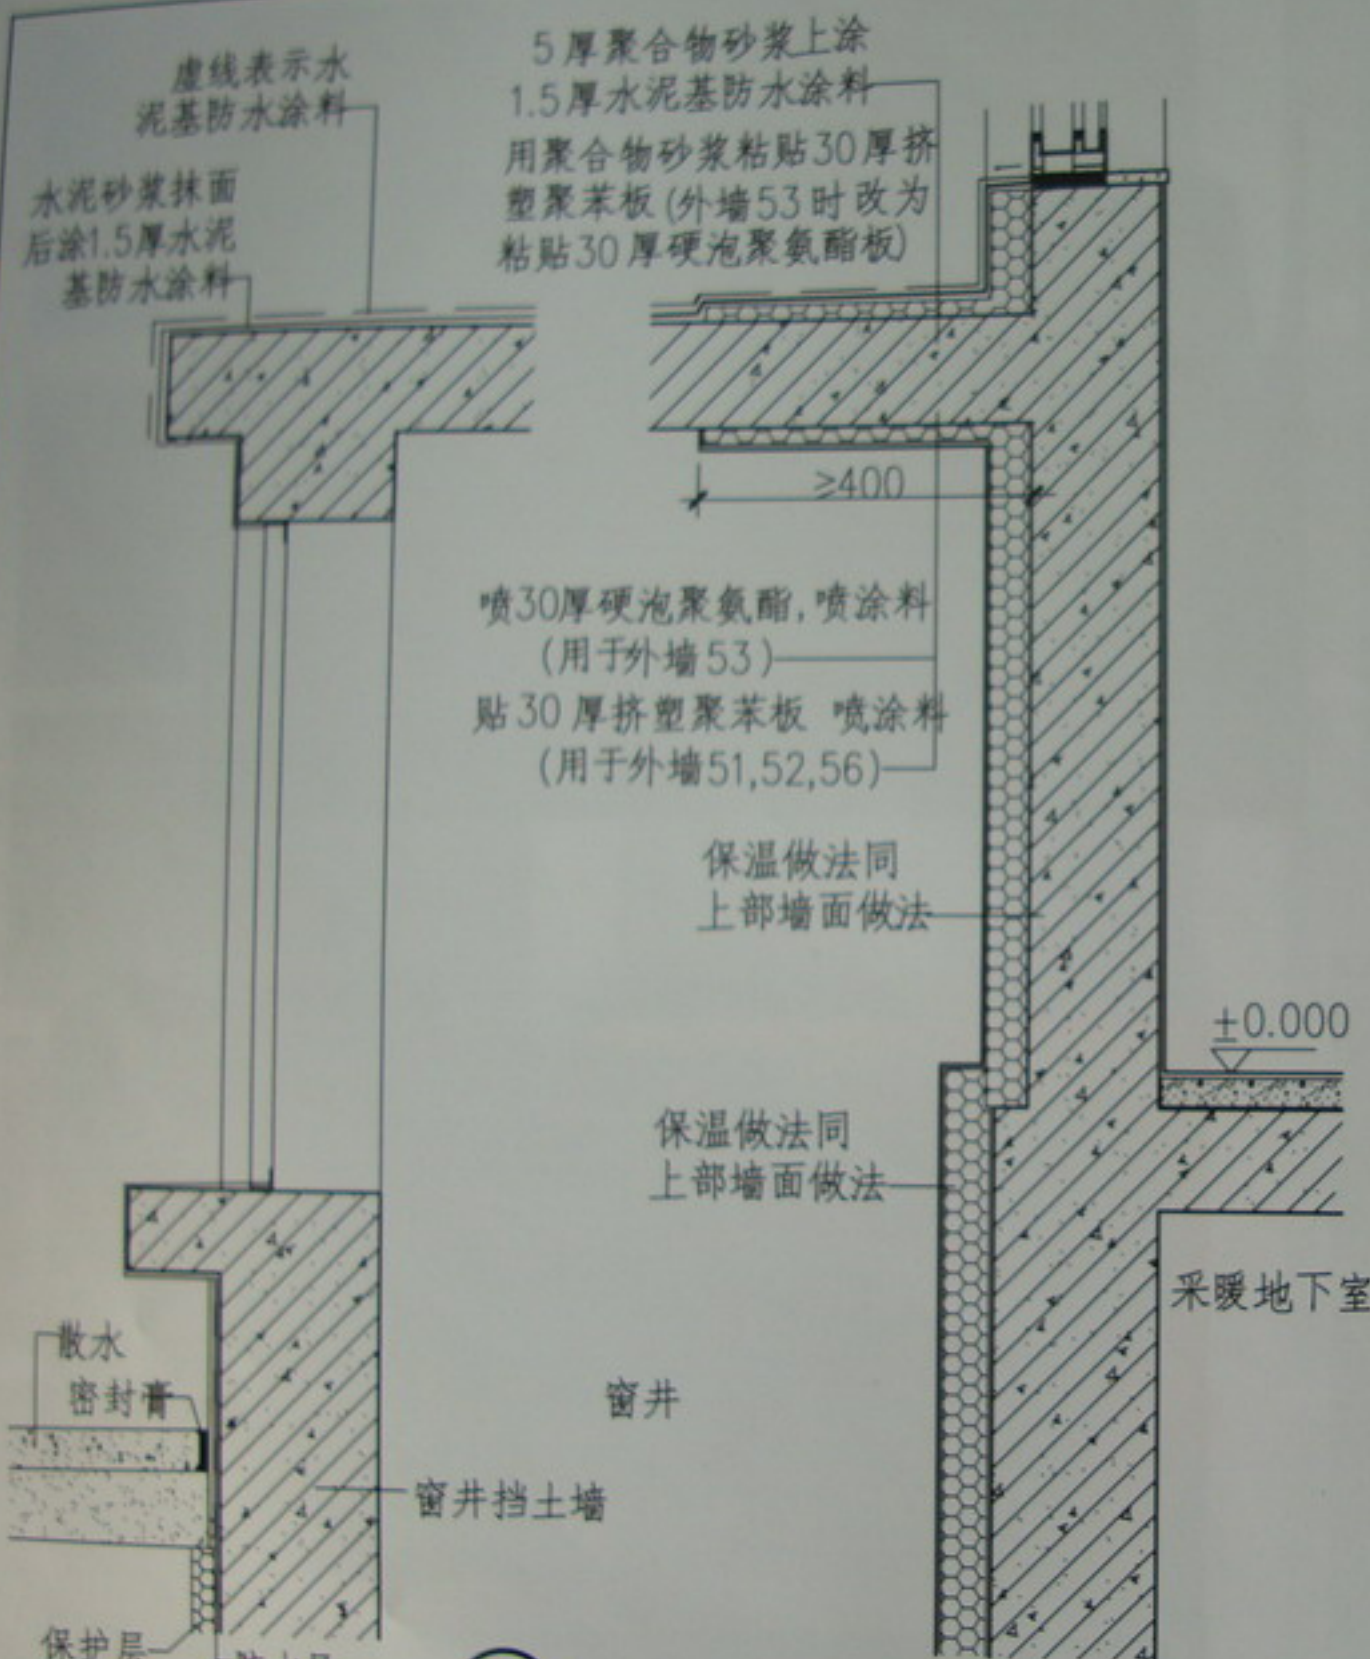 虚线表示水
泥基防水涂料
5厚聚合物砂浆上涂
1.5厚水泥基防水涂料
用聚合物砂浆粘贴30厚挤
塑聚苯板(外墙53时改为
粘贴30厚硬泡聚氨酯板)
水泥砂浆抹面
后涂1.5厚水泥
基防水涂料
≥400
喷30厚硬泡聚氨酯,喷涂料
(用于外墙53)
贴30厚挤塑聚苯板 喷涂料
(用于外墙51,52,56)
保温做法同
上部墙面做法
±0.000
保温做法同
上部墙面做法
采暖地下室
散水
密封膏
窗井
窗井挡土墙
保护层